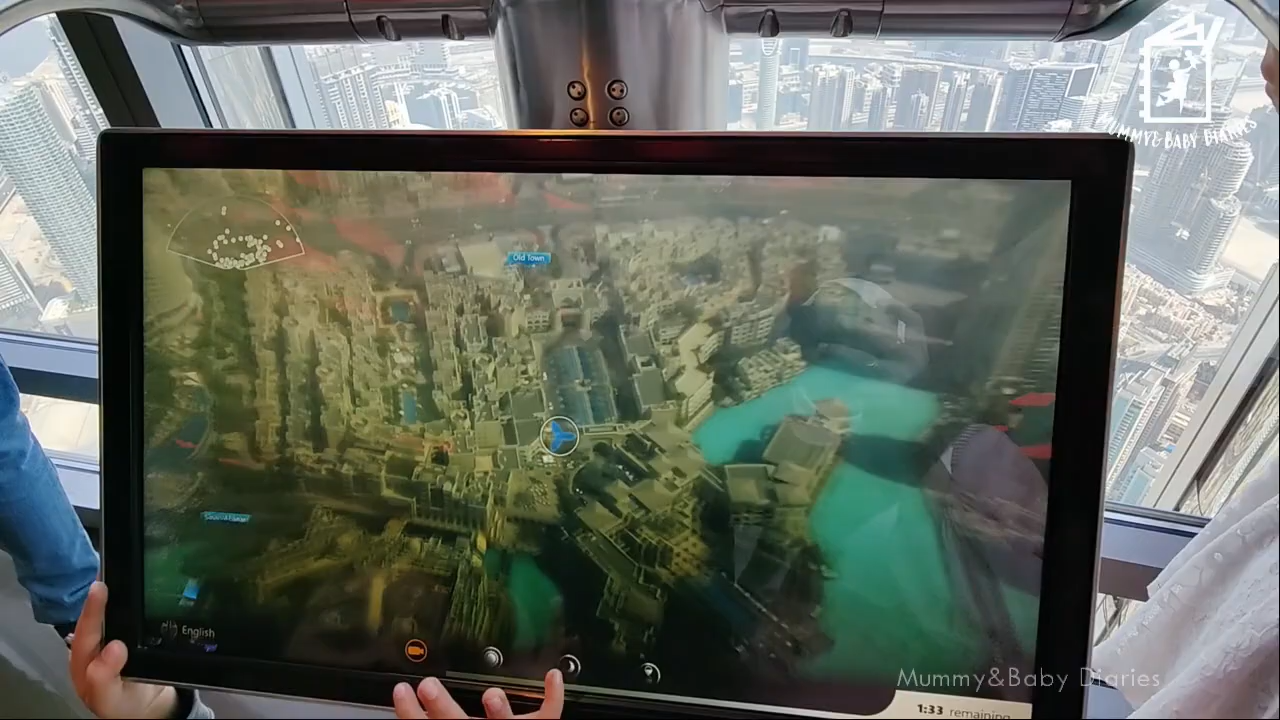 MUMMY& BABY DIARIES
Old Town
English
Mummy&Baby Diaries
1:33 remaining